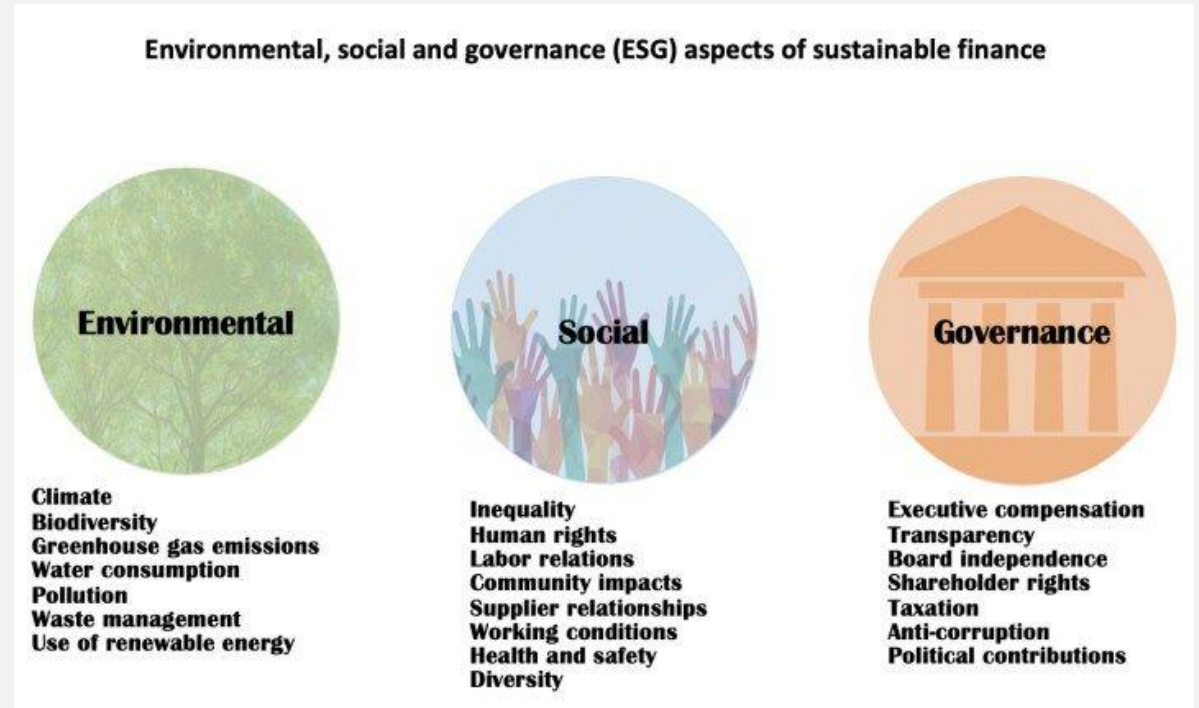 Environmental, social and governance (ESG) aspects of sustainable finance
Environmental
Climate
Biodiversity
Greenhouse gas emissions
Water consumption
Pollution
Waste management
Use of renewable energy
Social
Inequality
Human rights
Labor relations
Community impacts
Supplier relationships
Working conditions
Health and safety
Diversity
Governance
Executive compensation
Transparency
Board independence
Shareholder rights
Taxation
Anti-corruption
Political contributions